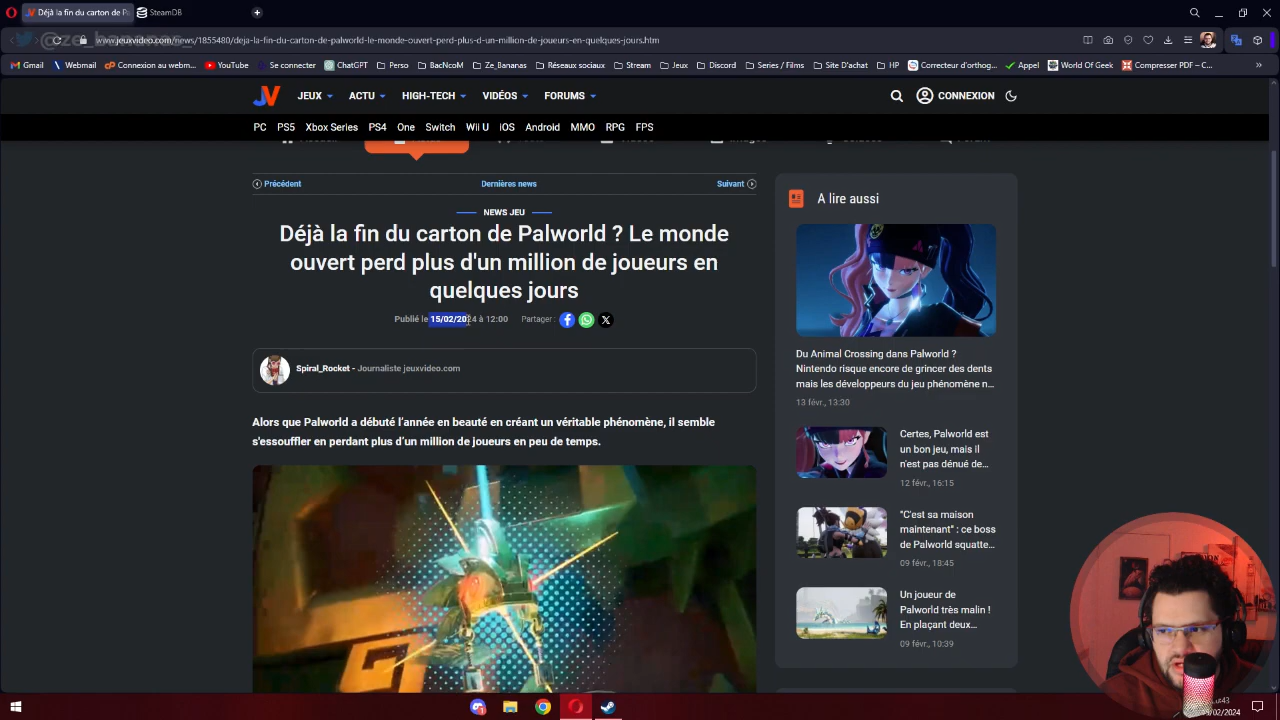 Déjà la fin du carton de Pa
SteamDB
@ze_bananas_
www.jeuxvideo.com/news/1855480/deja-la-fin-du-carton-de-palworld-le-monde-ouvert-perd-plus-d-un-million-de-joueurs-en-quelques-jours.htm
Gmail Webmail Connexion au webm... YouTube Se connecter ChatGPT Perso BacNcoM Ze_Bananas Réseaux sociaux Stream Jeux Discord Séries / Films Site D'achat HP Correcteur d'orthog... Appel World Of Geek Compresser PDF – C... »
JV JEUX ACTU HIGH-TECH VIDÉOS FORUMS CONNEXION
PC PS5 Xbox Series PS4 One Switch Wii U iOS Android MMO RPG FPS
Précédent Dernières news Suivant
NEWS JEU
Déjà la fin du carton de Palworld ? Le monde
ouvert perd plus d'un million de joueurs en
quelques jours
Publié le 15/02/2024 à 12:00 Partager :
Spiral_Rocket - Journaliste jeuxvideo.com
Alors que Palworld a débuté l'année en beauté en créant un véritable phénomène, il semble
s'essouffler en perdant plus d'un million de joueurs en peu de temps.
A lire aussi
Du Animal Crossing dans Palworld ?
Nintendo risque encore de grincer des dents
mais les développeurs du jeu phénomène n...
13 févr., 13:30
Certes, Palworld est
un bon jeu, mais il
n'est pas dénué de...
12 févr., 16:15
"C'est sa maison
maintenant" : ce boss
de Palworld squatte...
09 févr., 18:45
Un joueur de
Palworld très malin !
En plaçant deux
09 févr., 10:39
/02/2024